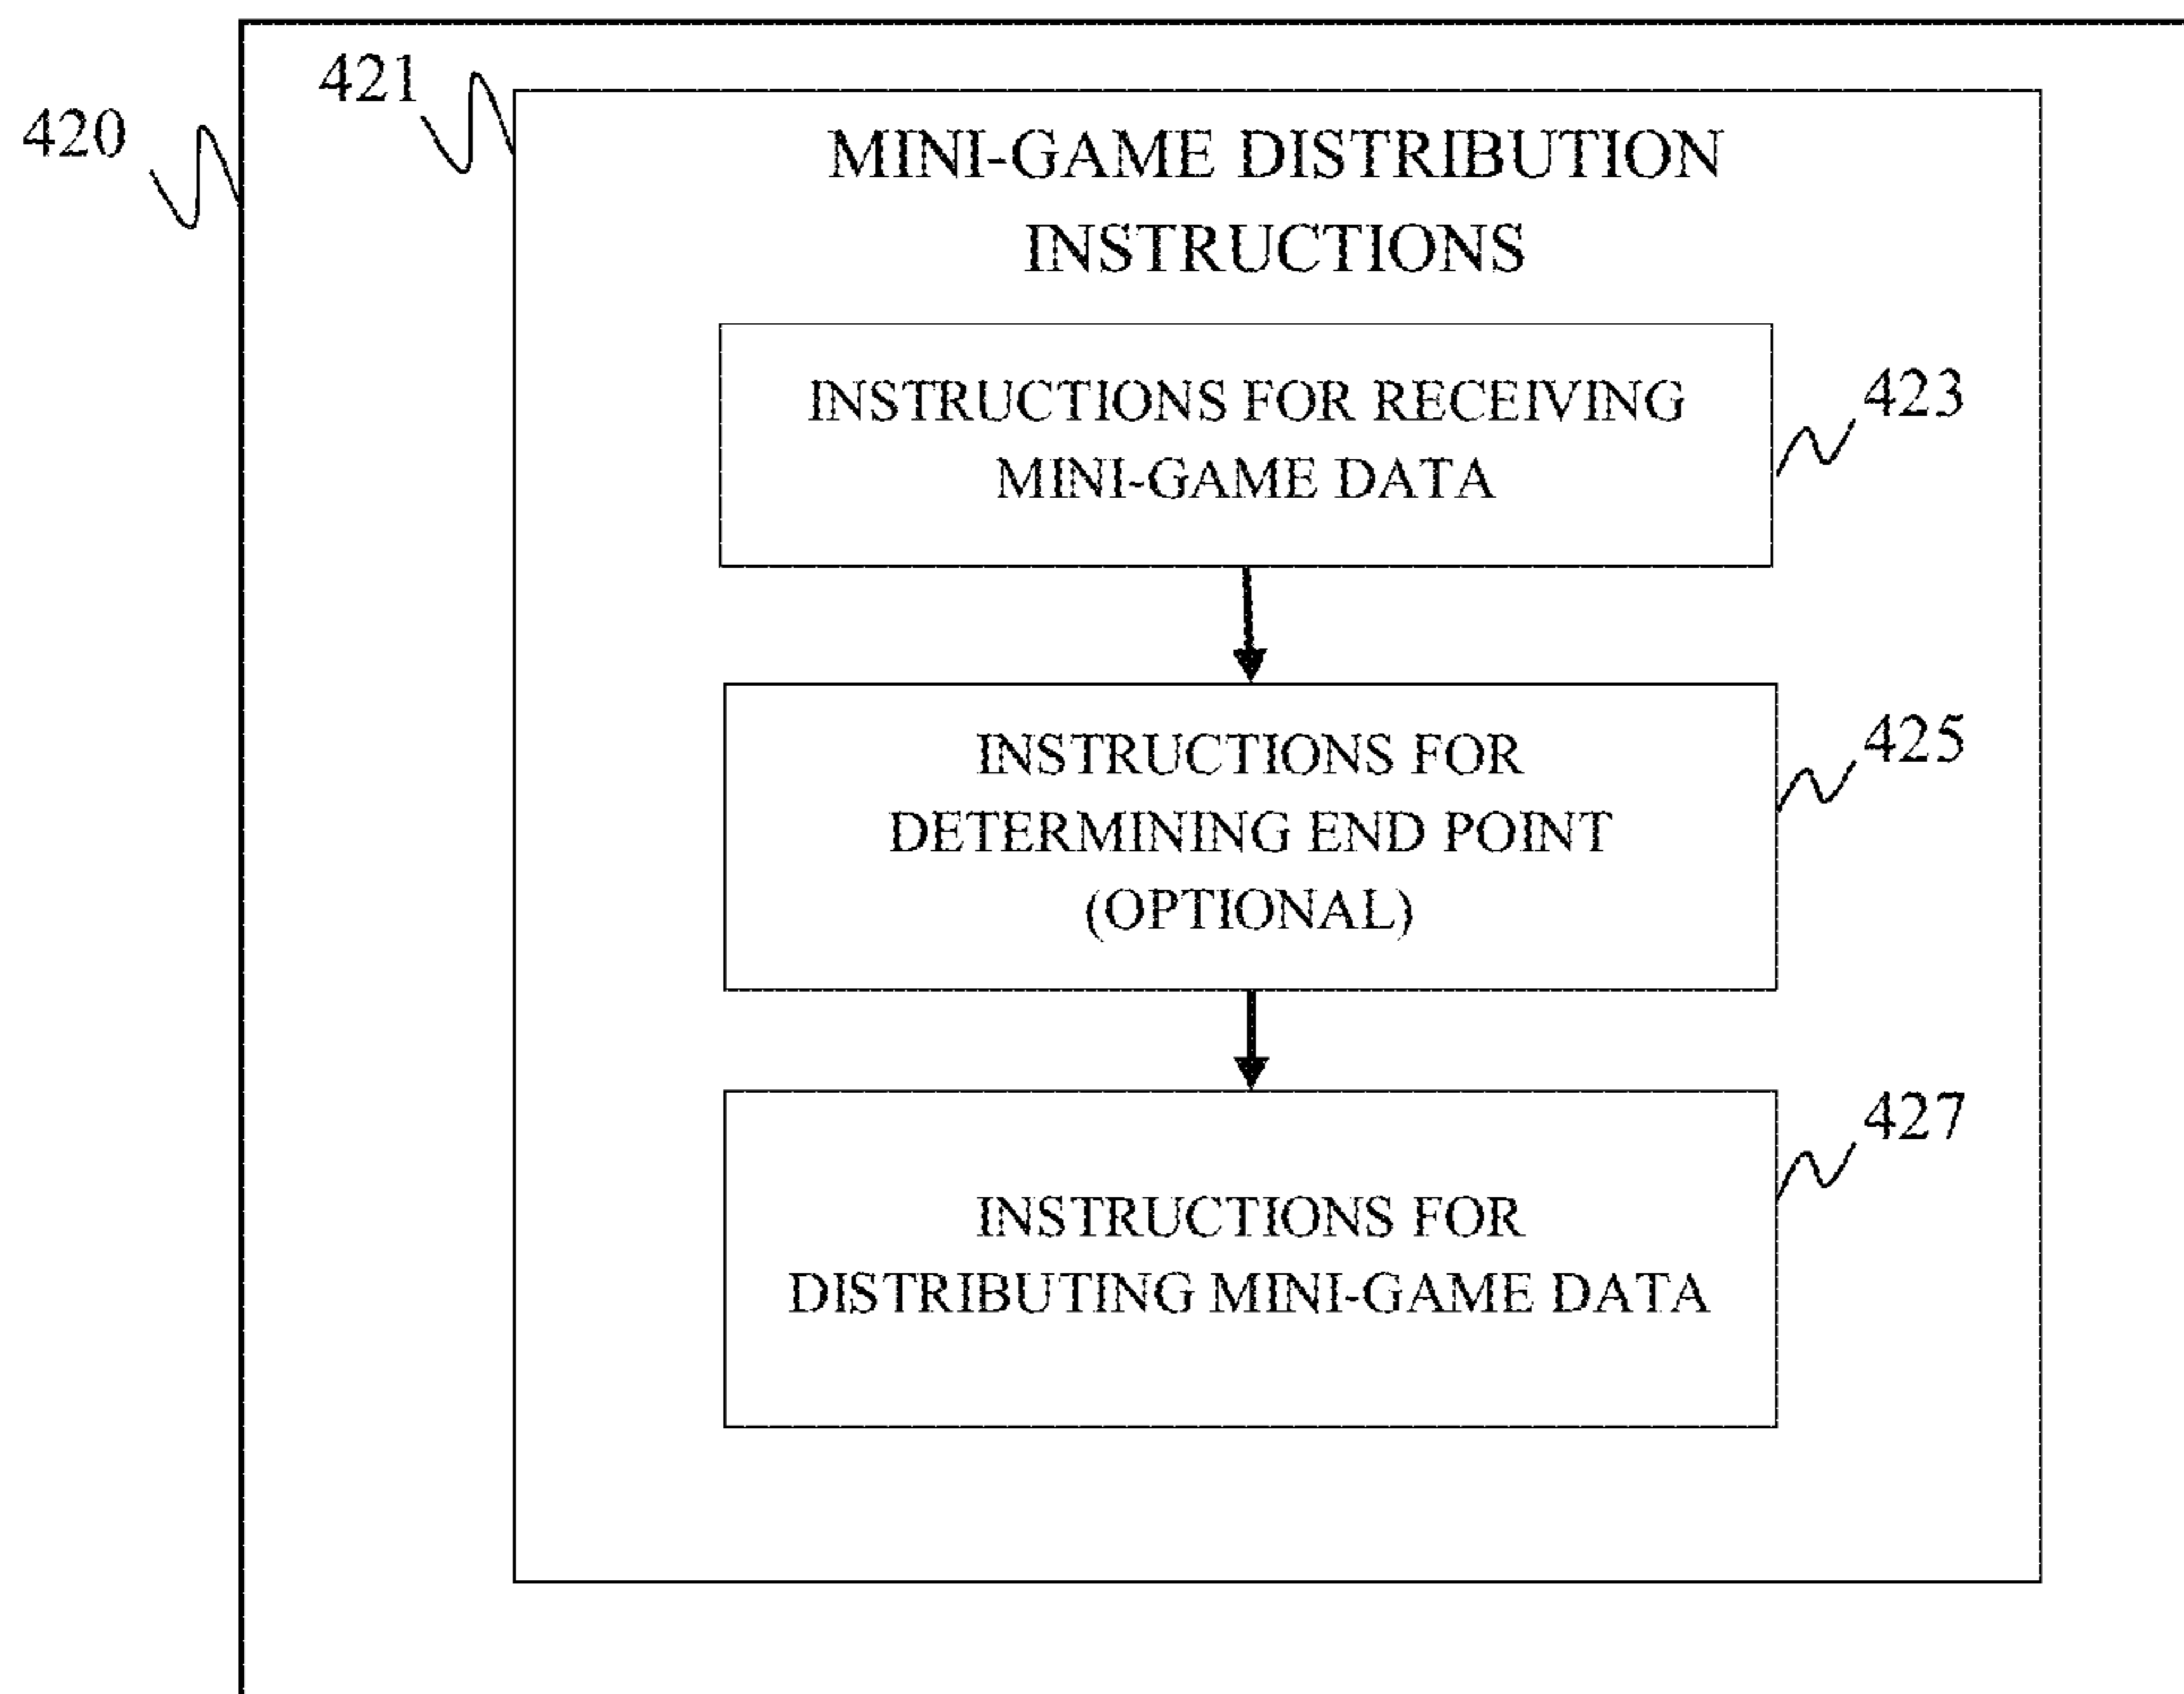 420
421
MINI-GAME DISTRIBUTION
INSTRUCTIONS
INSTRUCTIONS FOR RECEIVING
MINI-GAME DATA
423
INSTRUCTIONS FOR
DETERMINING END POINT
(OPTIONAL)
425
INSTRUCTIONS FOR
DISTRIBUTING MINI-GAME DATA
427